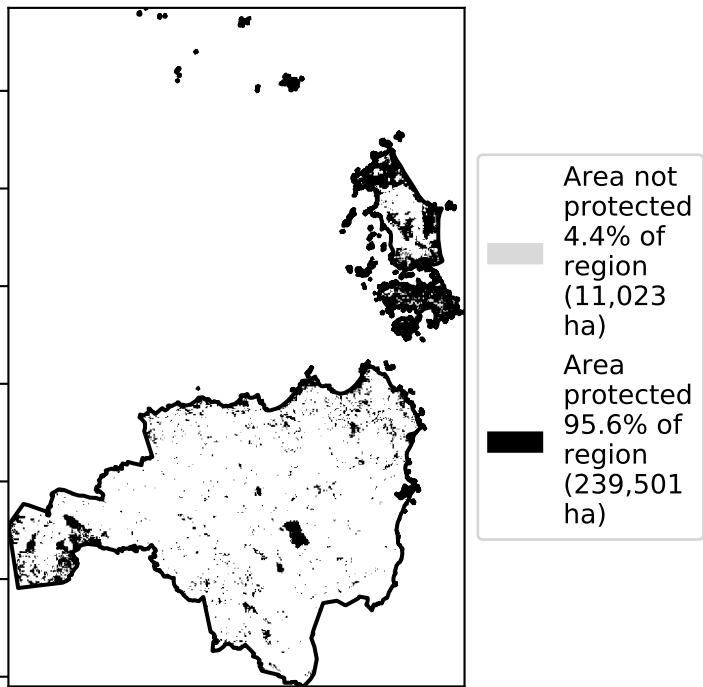 Area not
protected
4.4% of
region
(11,023
ha)
Area
protected
95.6% of
region
(239,501
ha)